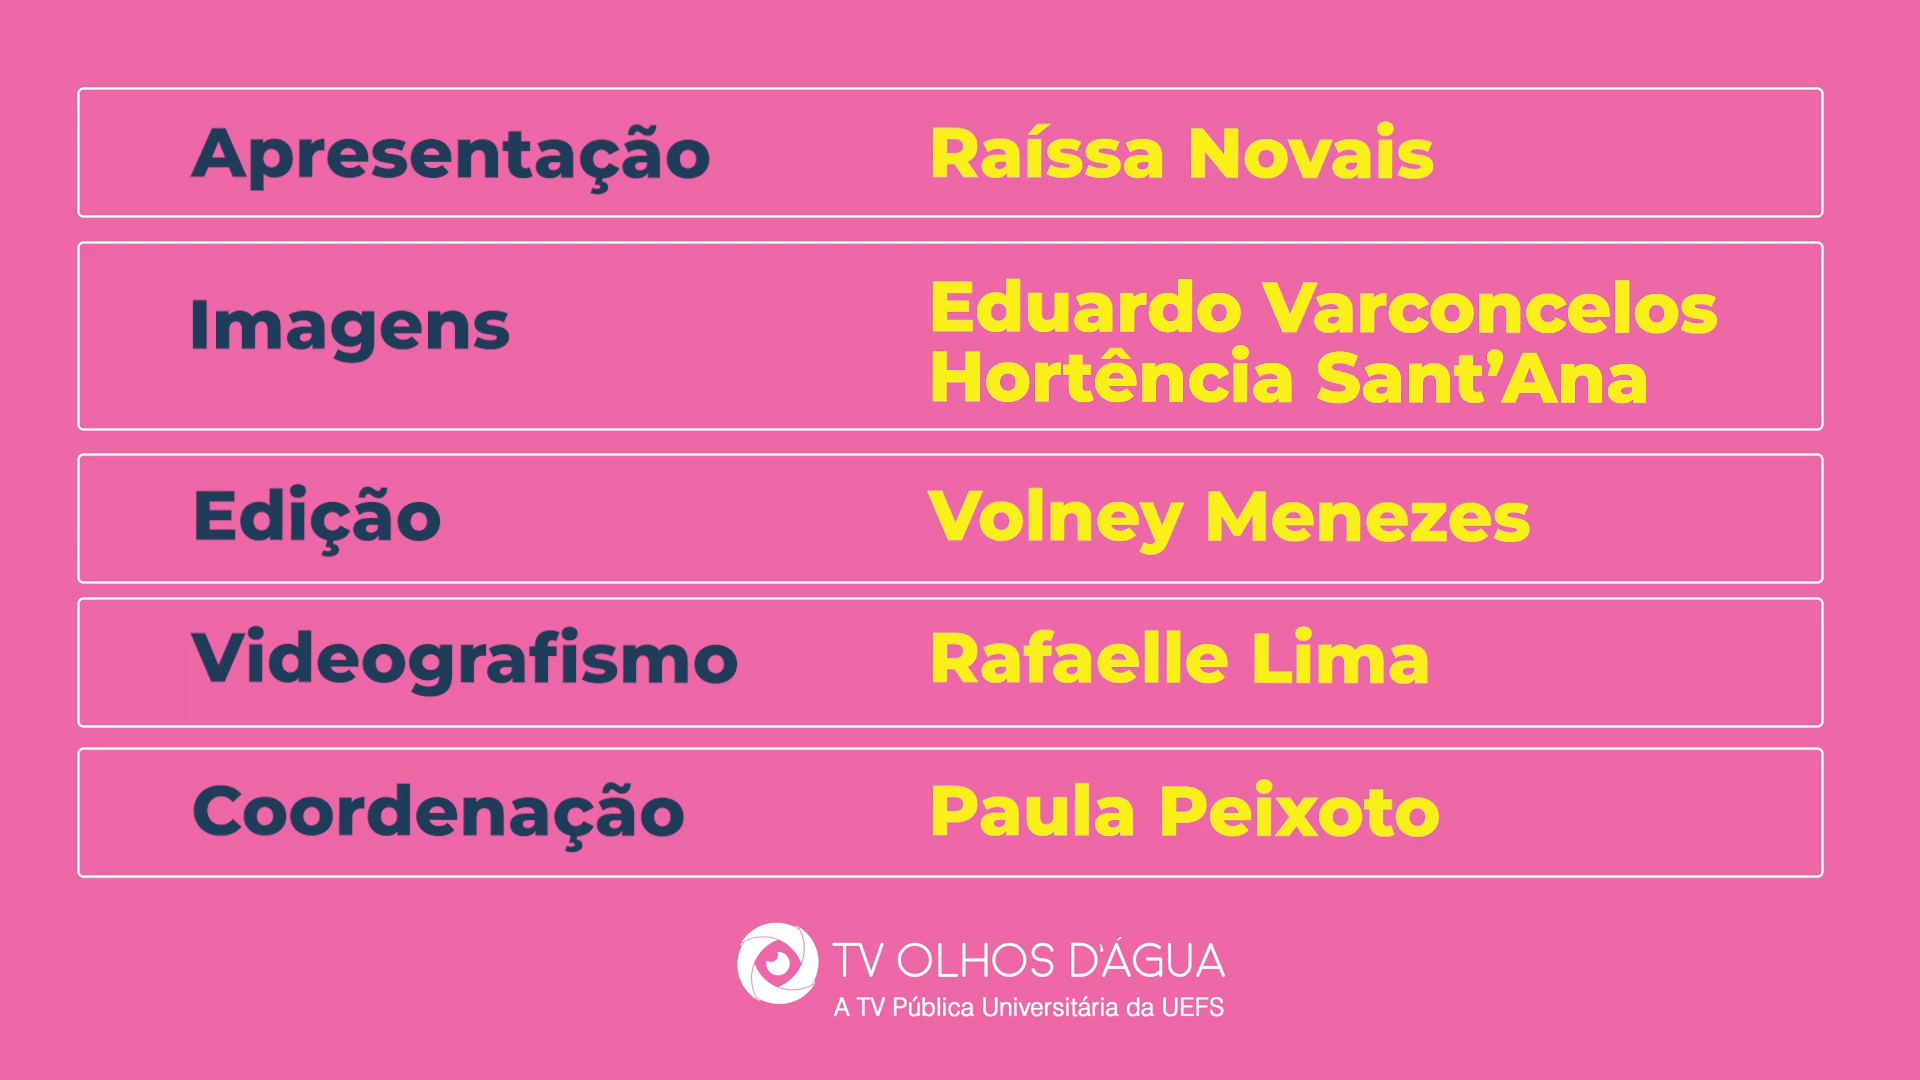 Apresentação Raíssa Novais
Imagens Eduardo Varconcelos
Hortência Sant’Ana
Edição Volney Menezes
Videografismo Rafaelle Lima
Coordenação Paula Peixoto
TV OLHOS D'ÁGUA
A TV Pública Universitária da UEFS